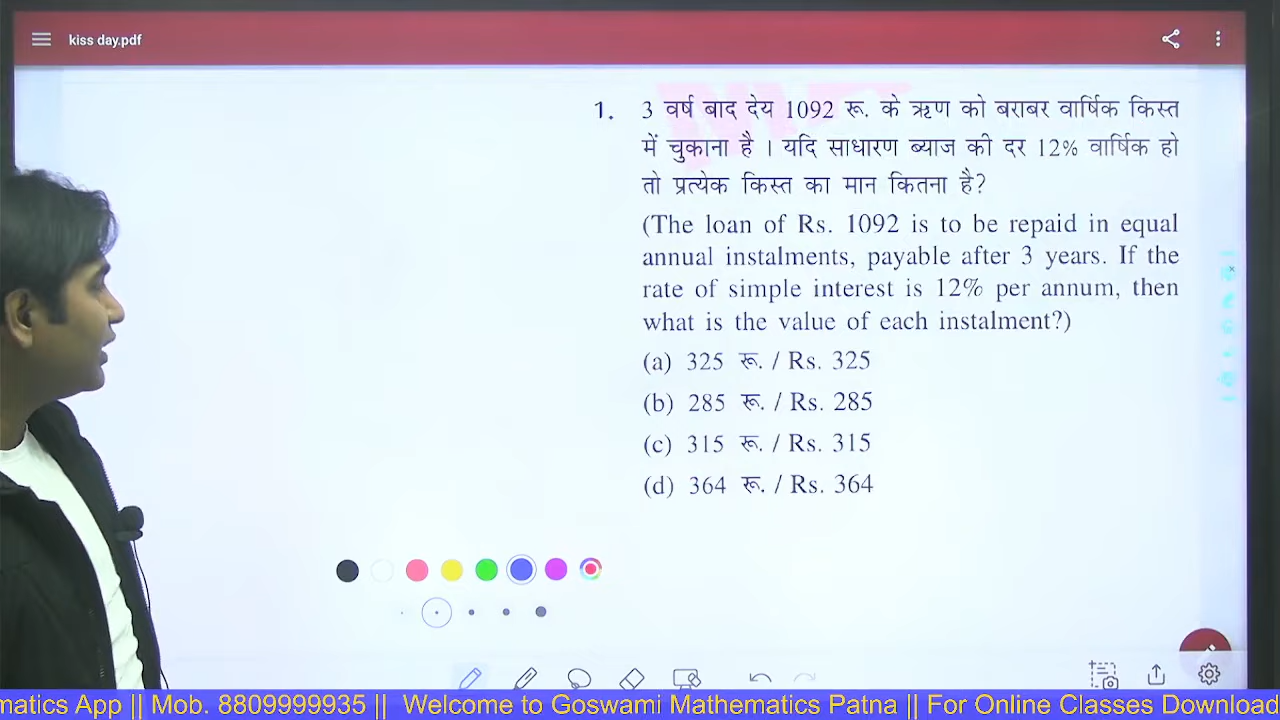 kiss day.pdf
1. 3 वर्ष बाद देय 1092 रू. के ऋण को बराबर वार्षिक किस्त
में चुकाना है । यदि साधारण ब्याज की दर 12% वार्षिक हो
तो प्रत्येक किस्त का मान कितना है?
(The loan of Rs. 1092 is to be repaid in equal
annual instalments, payable after 3 years. If the
rate of simple interest is 12% per annum, then
what is the value of each instalment?)
(a) 325 रू. / Rs. 325
(b) 285 रू. / Rs. 285
(c) 315 रू. / Rs. 315
(d) 364 रू. / Rs. 364
matics App || Mob. 8809999935 || Welcome to Goswami Mathematics Patna || For Online Classes Download